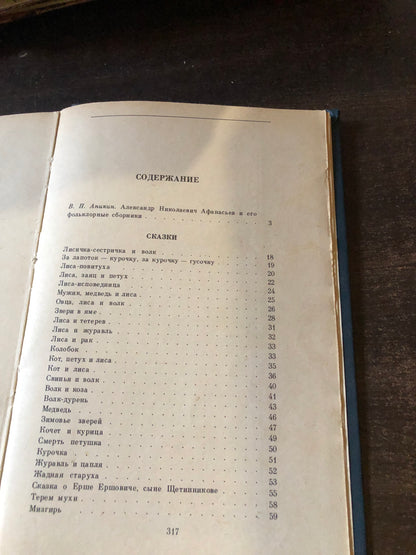 СОДЕРЖАНИЕ
В. П. Аникин. Александр Николаевич Афанасьев и его
фольклорные сборники . . . . . . . . . . 3
СКАЗКИ
Лисичка-сестричка и волк . . . . . . . . . . 18
За лапоток — курочку, за курочку — гусочку . . . . 19
Лиса-повитуха . . . . . . . . . . 20
Лиса, заяц и петух . . . . . . . . . . 22
Лиса-исповедница . . . . . . . . . . 24
Мужик, медведь и лиса . . . . . . . . . . 25
Овца, лиса и волк . . . . . . . . . . 26
Звери в яме . . . . . . . . . . 28
Лиса и тетерев . . . . . . . . . . 31
Лиса и журавль . . . . . . . . . . 32
Лиса и рак . . . . . . . . . . 33
Колобок . . . . . . . . . . 33
Кот, петух и лиса . . . . . . . . . . 35
Кот и лиса . . . . . . . . . . 36
Свинья и волк . . . . . . . . . . 40
Волк и коза . . . . . . . . . . 41
Волк-дурень . . . . . . . . . . 43
Медведь . . . . . . . . . . 46
Зимовье зверей . . . . . . . . . . 47
Кочет и курица . . . . . . . . . . 49
Смерть петушка . . . . . . . . . . 50
Курочка . . . . . . . . . . 51
Журавль и цапля . . . . . . . . . . 52
Жадная старуха . . . . . . . . . . 53
Сказка о Ерше Ершовиче, сыне Щетинникове . . . . 55
Терем мухи . . . . . . . . . . 58
Мизгирь . . . . . . . . . . 59
317